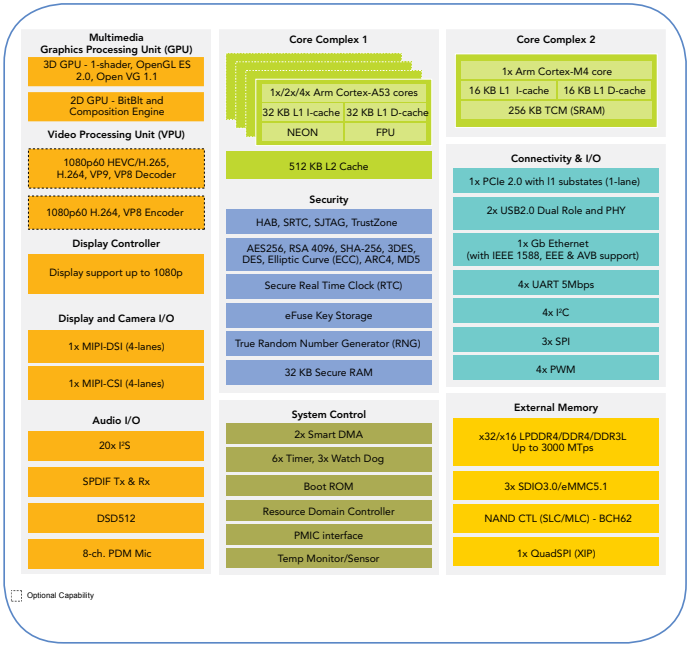 Multimedia
Graphics Processing Unit (GPU)
3D GPU - 1-shader, OpenGL ES
2.0, Open VG 1.1
2D GPU - BitBlt and
Composition Engine
Video Processing Unit (VPU)
1080p60 HEVC/H.265,
H.264, VP9, VP8 Decoder
1080p60 H.264, VP8 Encoder
Display Controller
Display support up to 1080p
Display and Camera I/O
1x MIPI-DSI (4-lanes)
1x MIPI-CSI (4-lanes)
Audio I/O
20x I²S
SPDIF Tx & Rx
DSD512
8-ch. PDM Mic
Core Complex 1
1x/2x/4x Arm Cortex-A53 cores
32 KB L1 I-cache
32 KB L1 D-cache
NEON
FPU
512 KB L2 Cache
Security
HAB, SRTC, SJTAG, TrustZone
AES256, RSA 4096, SHA-256, 3DES,
DES, Elliptic Curve (ECC), ARC4, MD5
Secure Real Time Clock (RTC)
eFuse Key Storage
True Random Number Generator (RNG)
32 KB Secure RAM
System Control
2x Smart DMA
6x Timer, 3x Watch Dog
Boot ROM
Resource Domain Controller
PMIC interface
Temp Monitor/Sensor
Core Complex 2
1x Arm Cortex-M4 core
16 KB L1 I-cache
16 KB L1 D-cache
256 KB TCM (SRAM)
Connectivity & I/O
1x PCIe 2.0 with I1 substates (1-lane)
2x USB2.0 Dual Role and PHY
1x Gb Ethernet
(with IEEE 1588, EEE & AVB support)
4x UART 5Mbps
4x I²C
3x SPI
4x PWM
External Memory
x32/x16 LPDDR4/DDR4/DDR3L
Up to 3000 MTps
3x SDIO3.0/eMMC5.1
NAND CTL (SLC/MLC) - BCH62
1x QuadSPI (XIP)
Optional Capability